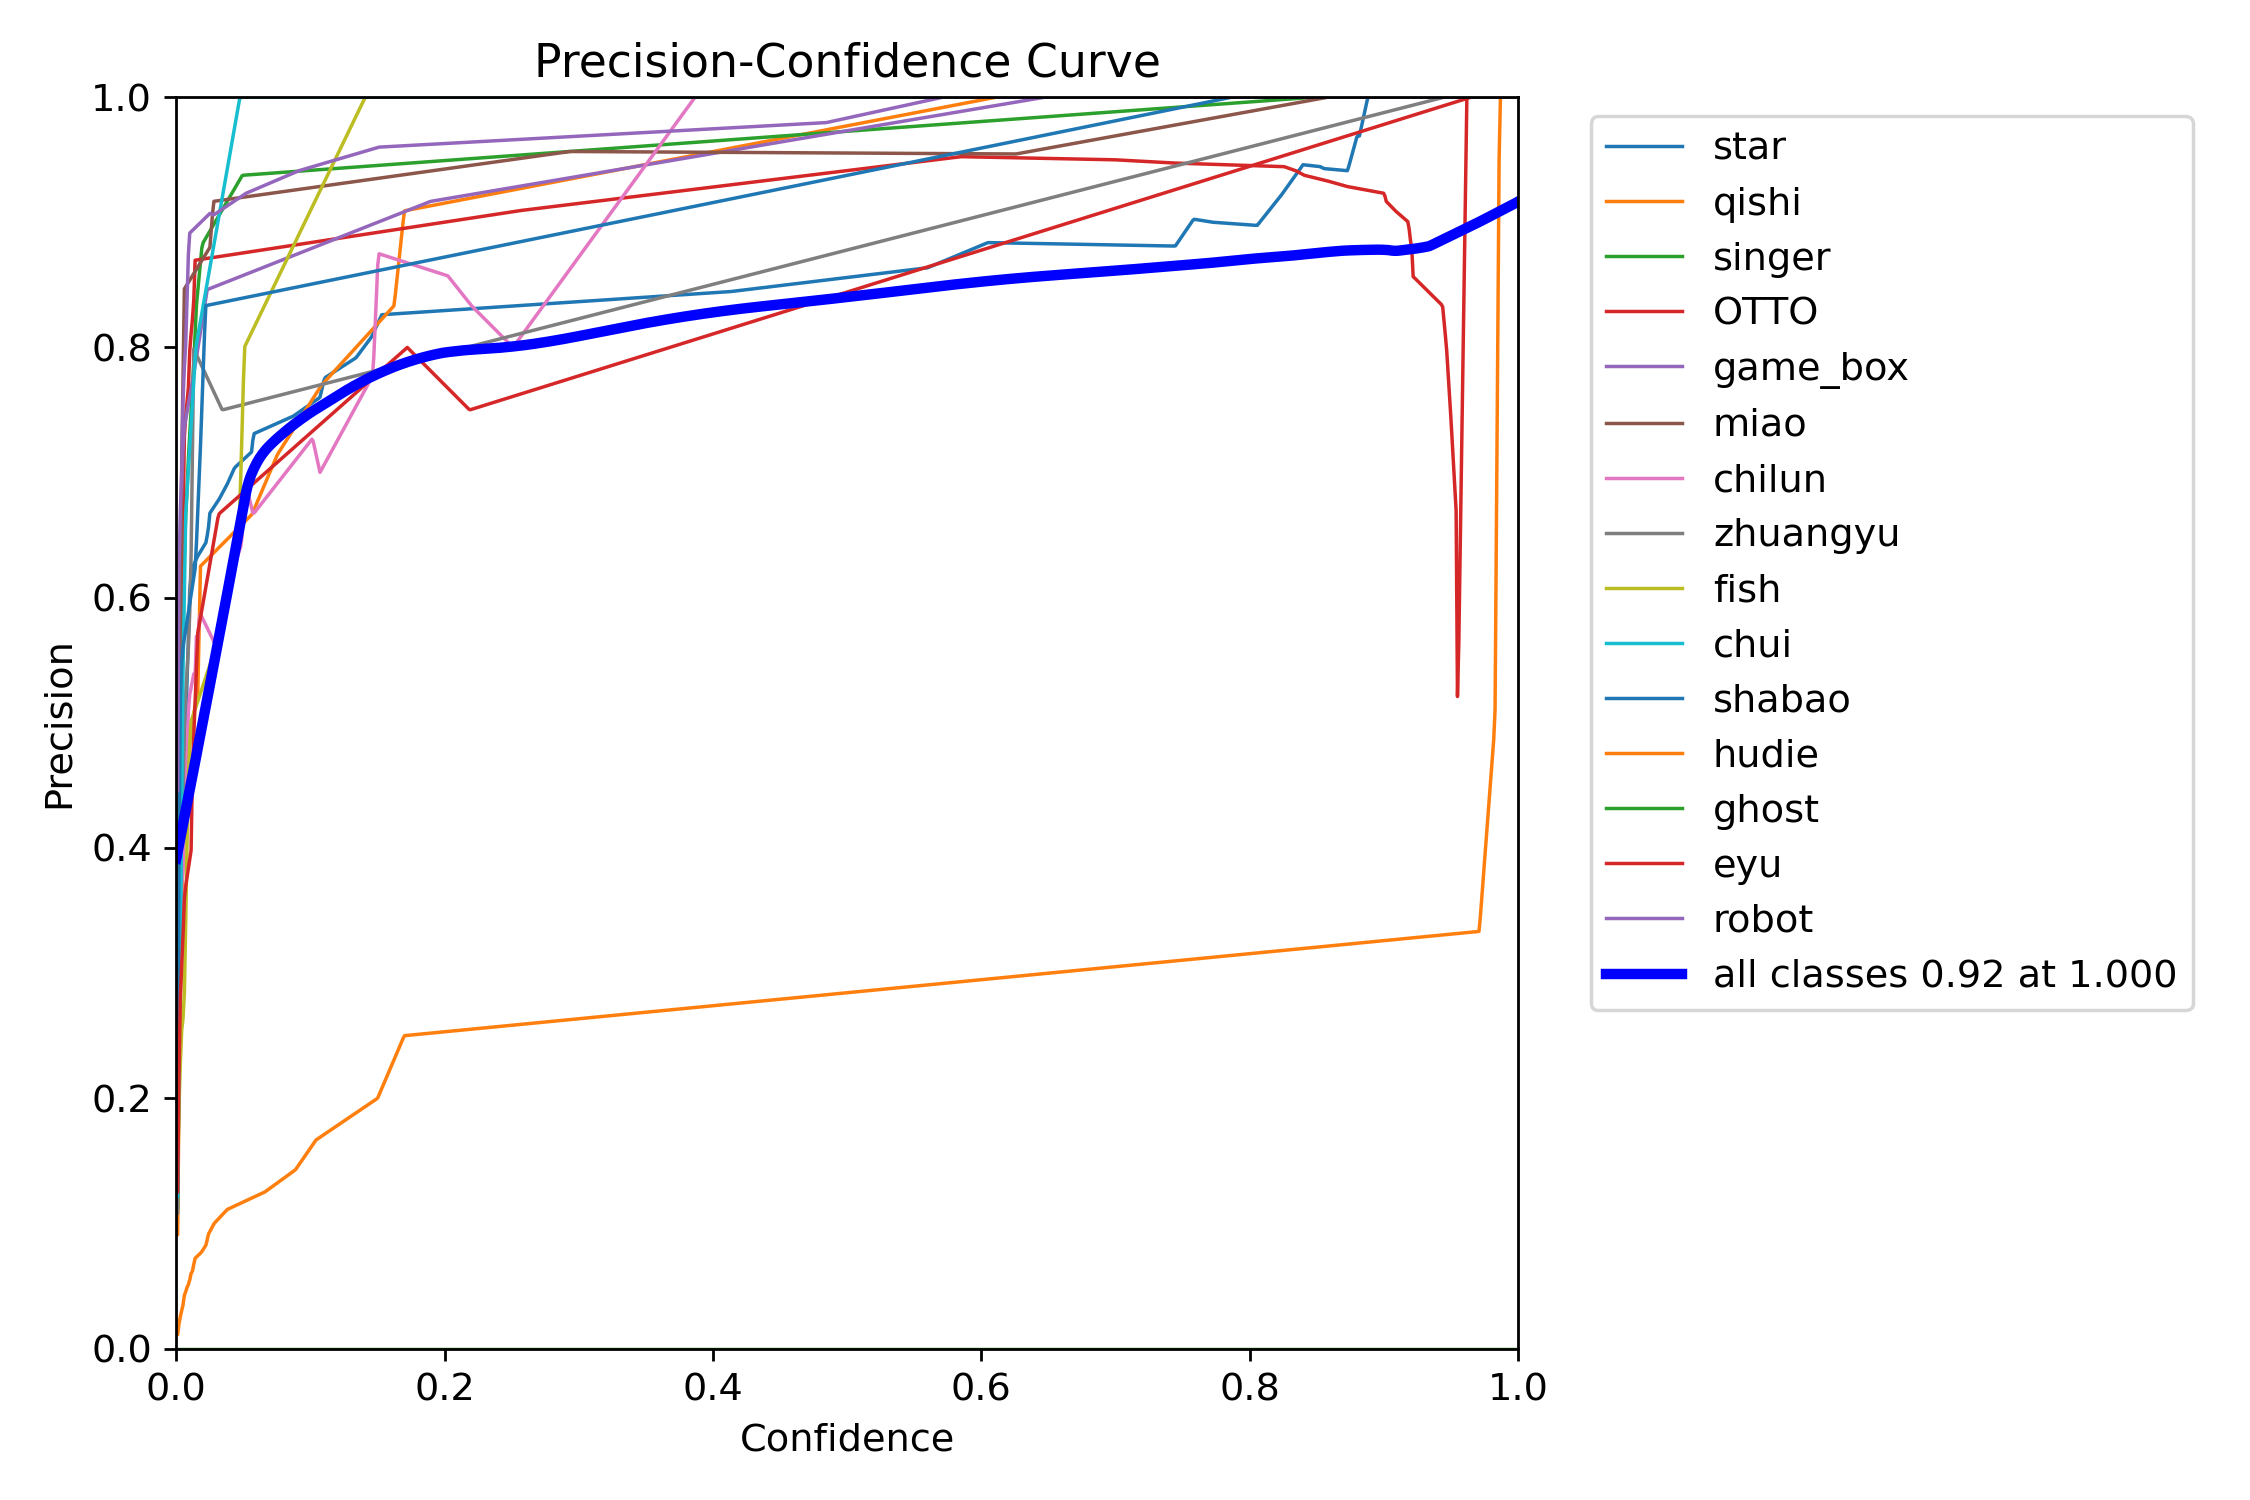 Precision-Confidence Curve
1.0
0.8
0.6
0.4
0.2
0.0
Precision
0.0 0.2 0.4 0.6 0.8 1.0
Confidence
star
qishi
singer
OTTO
game_box
miao
chilun
zhuangyu
fish
chui
shabao
hudie
ghost
eyu
robot
all classes 0.92 at 1.000